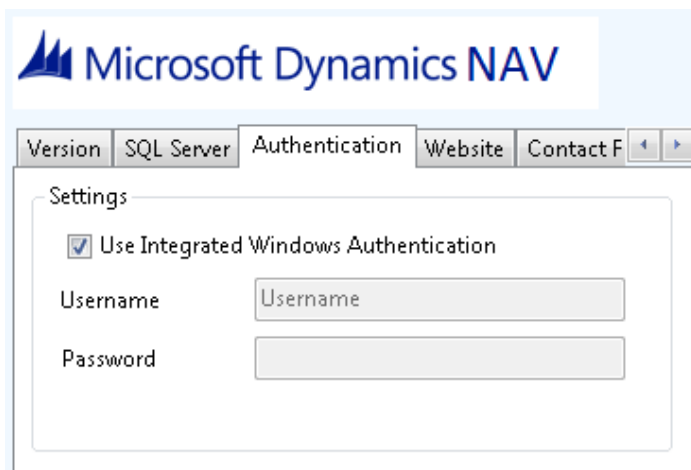 Microsoft Dynamics NAV
Version SQL Server Authentication Website Contact F
Settings
Use Integrated Windows Authentication
Username Username
Password